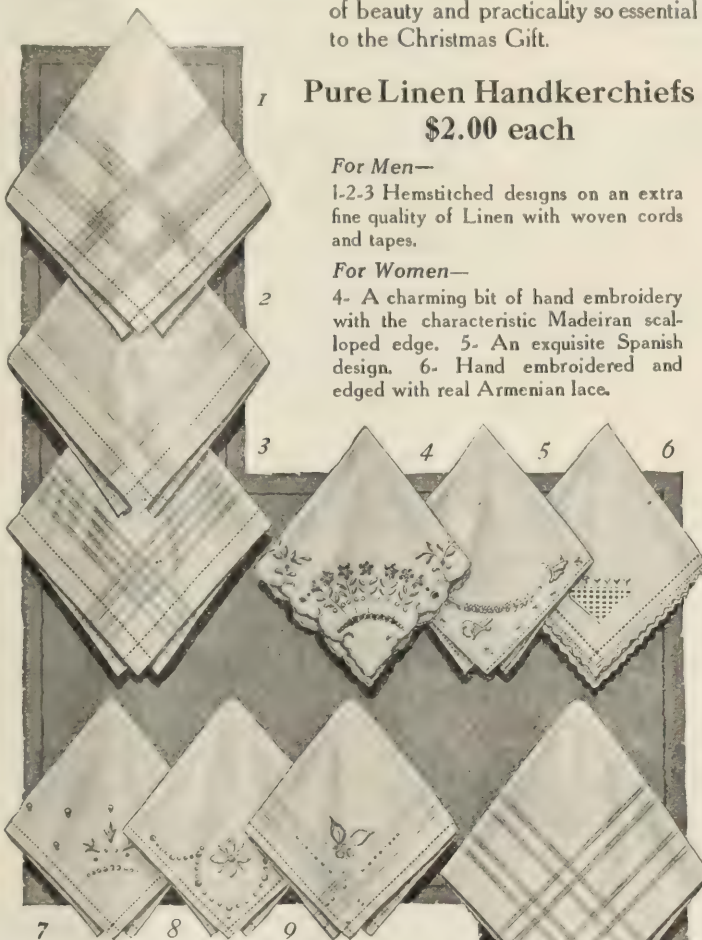 of beauty and practicality so essential
to the Christmas Gift.
Pure Linen Handkerchiefs
$2.00 each
For Men—
1-2-3 Hemstitched designs on an extra
fine quality of Linen with woven cords
and tapes.
For Women—
4- A charming bit of hand embroidery
with the characteristic Madeiran scal-
loped edge. 5- An exquisite Spanish
design. 6- Hand embroidered and
edged with real Armenian lace.
1
2
3
4
5
6
7
8
9